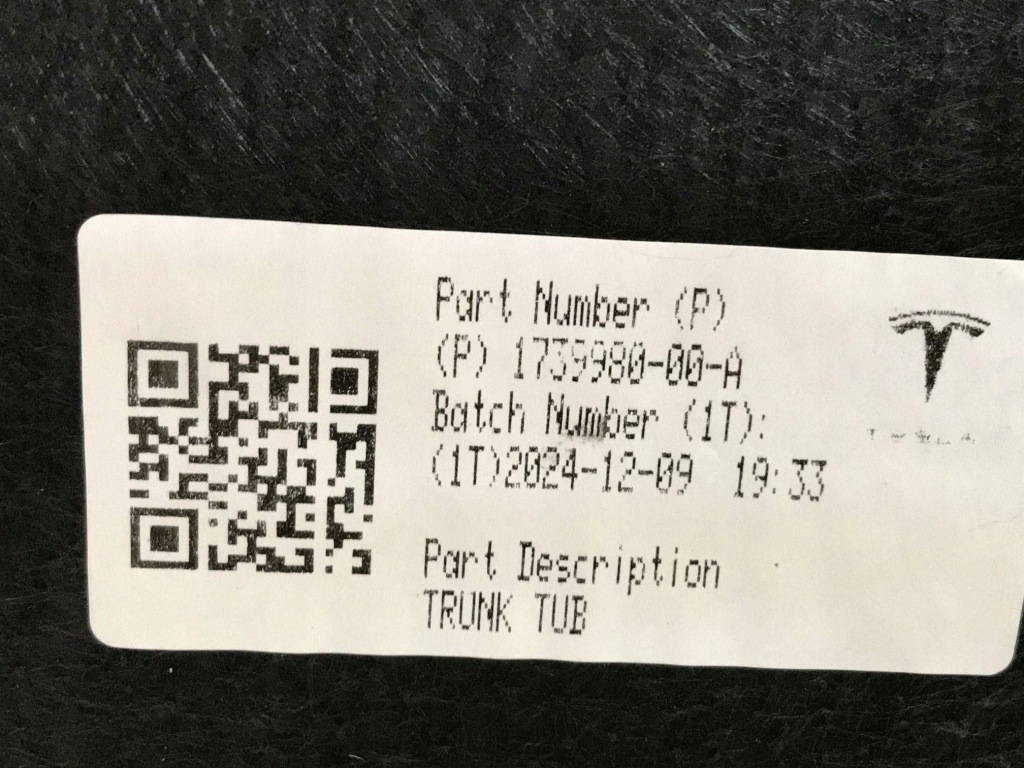 Part Number (P)
(P) 1739980-00-A
Batch Number (1T):
(1T)2024-12-09 19:33
Part Description
TRUNK TUB